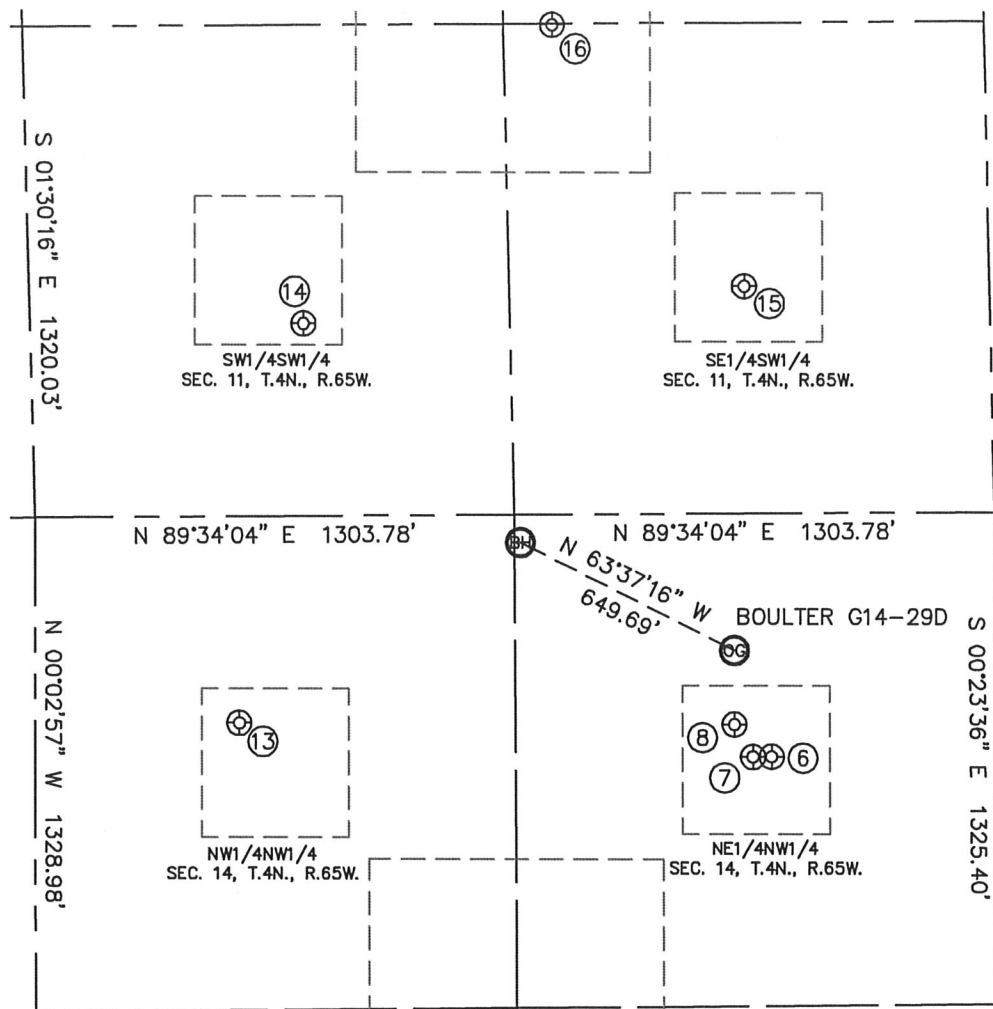 16
S 01°30'16" E 1320.03'
14
15
SW1/4SW1/4
SEC. 11, T.4N., R.65W.
SE1/4SW1/4
SEC. 11, T.4N., R.65W.
N 89°34'04" E 1303.78'
N 89°34'04" E 1303.78'
BH
N 63°37'16" W
649.69'
BOULTER G14-29D
OG
N 00°02'57" W 1328.98'
S 00°23'36" E 1325.40'
13
8
7
6
NW1/4NW1/4
SEC. 14, T.4N., R.65W.
NE1/4NW1/4
SEC. 14, T.4N., R.65W.